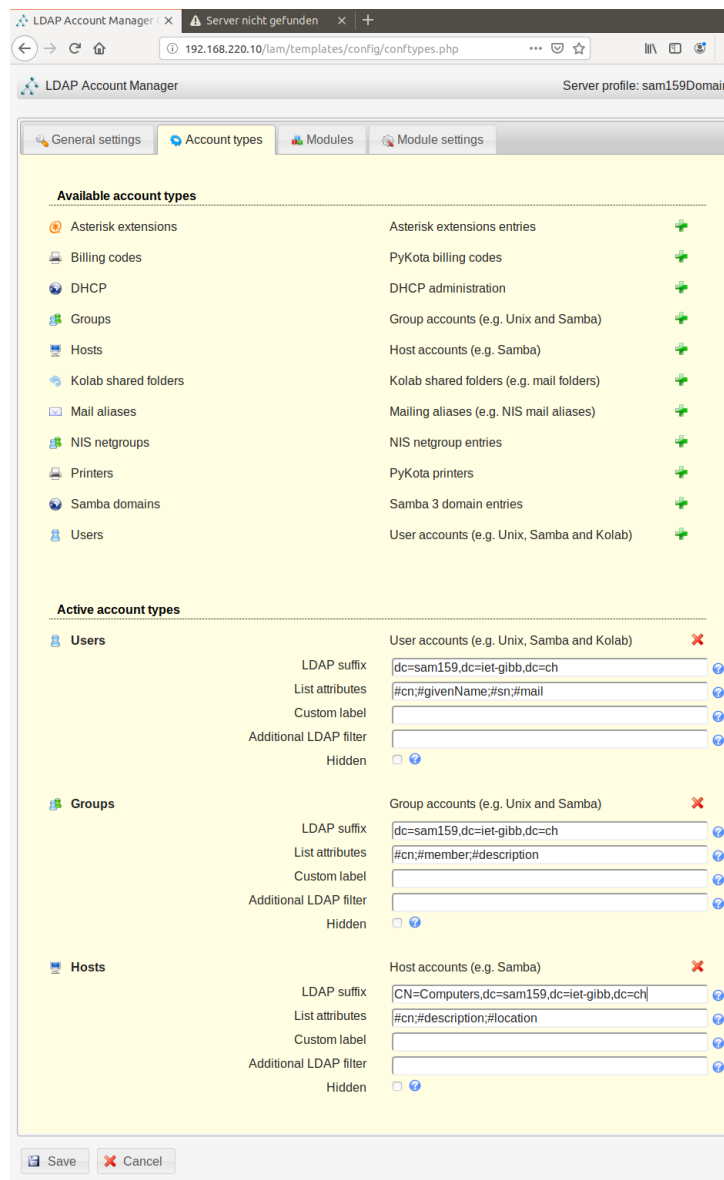 LDAP Account Manager C
Server nicht gefunden
192.168.220.10/lam/templates/config/conftypes.php
LDAP Account Manager
Server profile: sam159Domain
General settings
Account types
Modules
Module settings
Available account types
Asterisk extensions Asterisk extensions entries
Billing codes PyKota billing codes
DHCP DHCP administration
Groups Group accounts (e.g. Unix and Samba)
Hosts Host accounts (e.g. Samba)
Kolab shared folders Kolab shared folders (e.g. mail folders)
Mail aliases Mailing aliases (e.g. NIS mail aliases)
NIS netgroups NIS netgroup entries
Printers PyKota printers
Samba domains Samba 3 domain entries
Users User accounts (e.g. Unix, Samba and Kolab)
Active account types
Users User accounts (e.g. Unix, Samba and Kolab)
LDAP suffix dc=sam159,dc=iet-gibb,dc=ch
List attributes #cn;#givenName;#sn;#mail
Custom label
Additional LDAP filter
Hidden
Groups Group accounts (e.g. Unix and Samba)
LDAP suffix dc=sam159,dc=iet-gibb,dc=ch
List attributes #cn;#member;#description
Custom label
Additional LDAP filter
Hidden
Hosts Host accounts (e.g. Samba)
LDAP suffix CN=Computers,dc=sam159,dc=iet-gibb,dc=ch
List attributes #cn;#description;#location
Custom label
Additional LDAP filter
Hidden
Save
Cancel